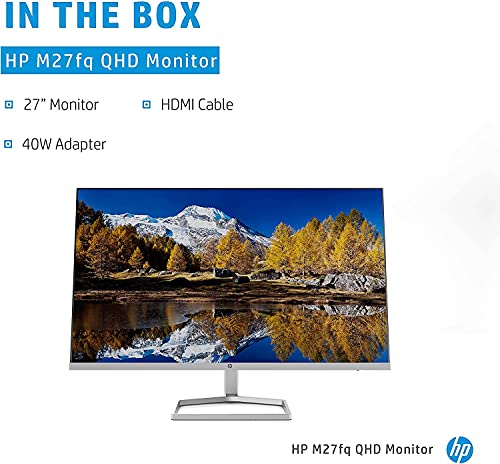 IN THE BOX
HP M27fq QHD Monitor
27” Monitor
HDMI Cable
40W Adapter
HP M27fq QHD Monitor
hp